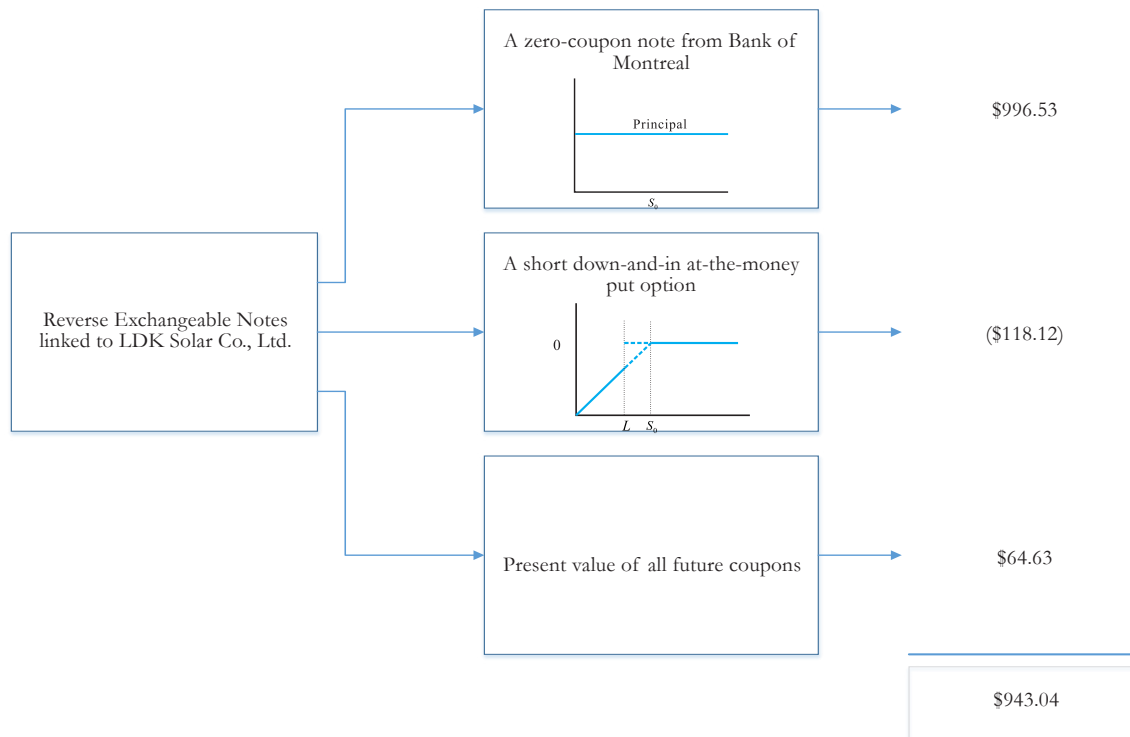 A zero-coupon note from Bank of
Montreal
Principal
S₀
$996.53
Reverse Exchangeable Notes
linked to LDK Solar Co., Ltd.
A short down-and-in at-the-money
put option
0
L S₀
($118.12)
Present value of all future coupons
$64.63
$943.04